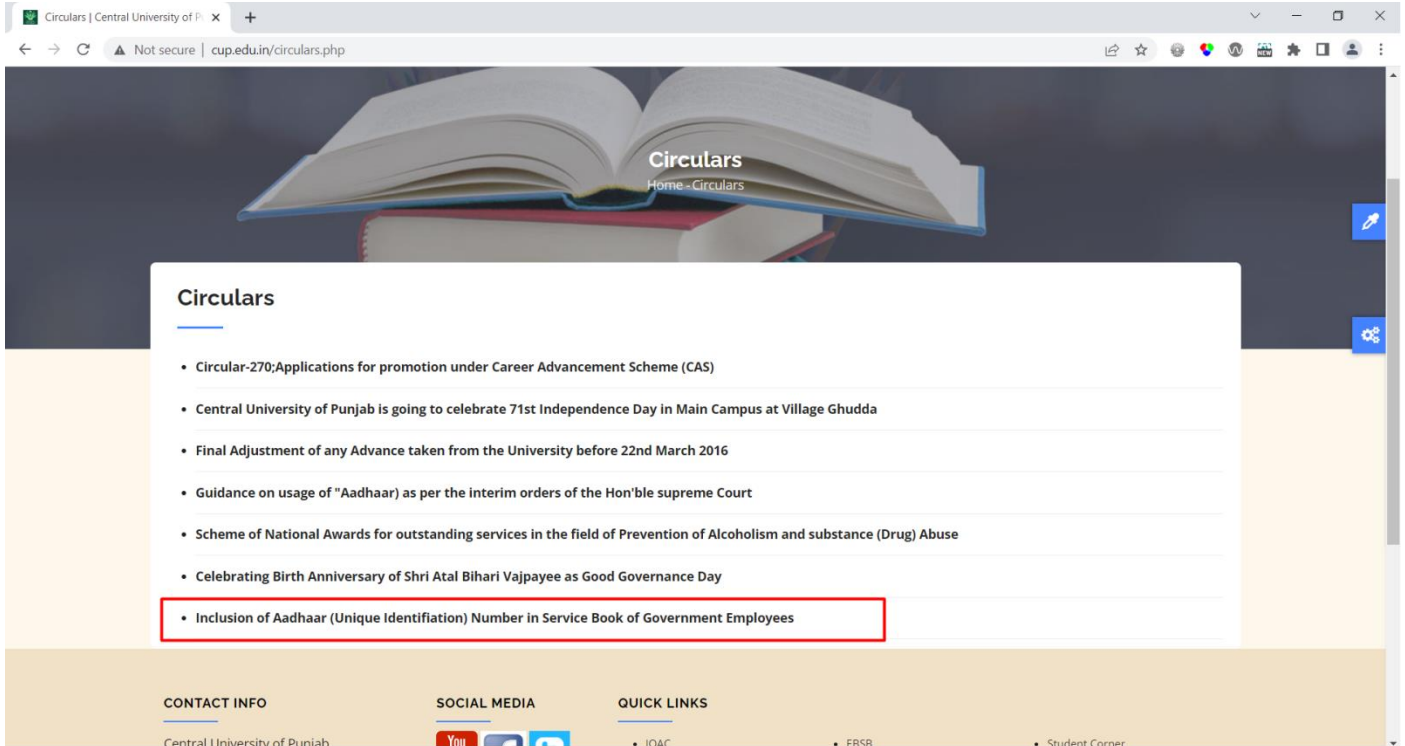 Circulars | Central University of P
Not secure | cup.edu.in/circulars.php
NEW
Circulars
Home - Circulars
Circulars
• Circular-270;Applications for promotion under Career Advancement Scheme (CAS)
• Central University of Punjab is going to celebrate 71st Independence Day in Main Campus at Village Ghudda
• Final Adjustment of any Advance taken from the University before 22nd March 2016
• Guidance on usage of "Aadhaar) as per the interim orders of the Hon'ble supreme Court
• Scheme of National Awards for outstanding services in the field of Prevention of Alcoholism and substance (Drug) Abuse
• Celebrating Birth Anniversary of Shri Atal Bihari Vajpayee as Good Governance Day
• Inclusion of Aadhaar (Unique Identifiation) Number in Service Book of Government Employees
CONTACT INFO SOCIAL MEDIA QUICK LINKS
Central University of Punjab You • IQAC • EBSB • Student Corner